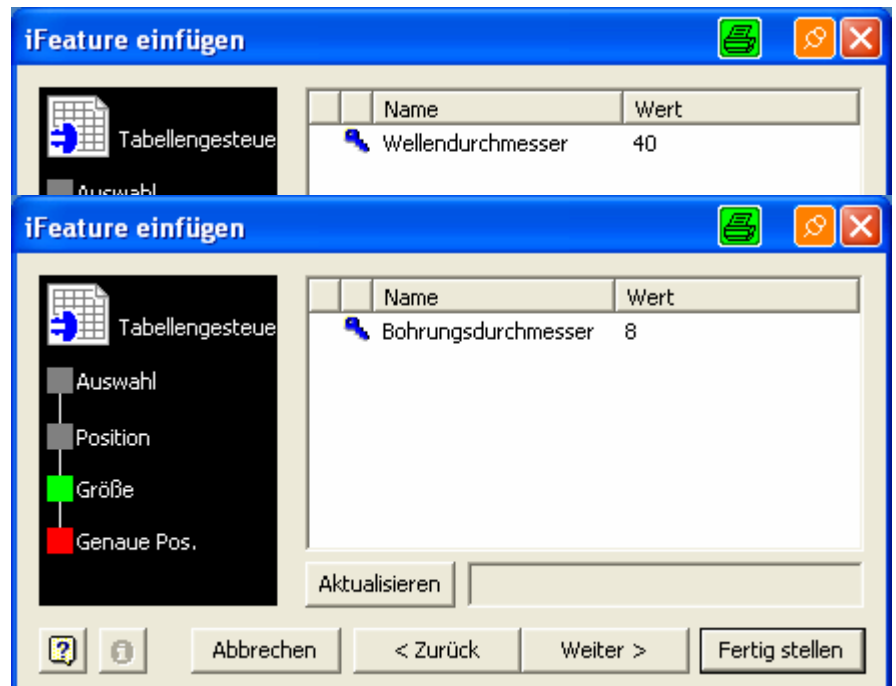 iFeature einfügen
Name Wert
Tabellengesteue
Wellendurchmesser 40
Auswahl
iFeature einfügen
Name Wert
Tabellengesteue
Bohrungsdurchmesser 8
Auswahl
Position
Größe
Genaue Pos.
Aktualisieren
Abbrechen < Zurück Weiter > Fertig stellen